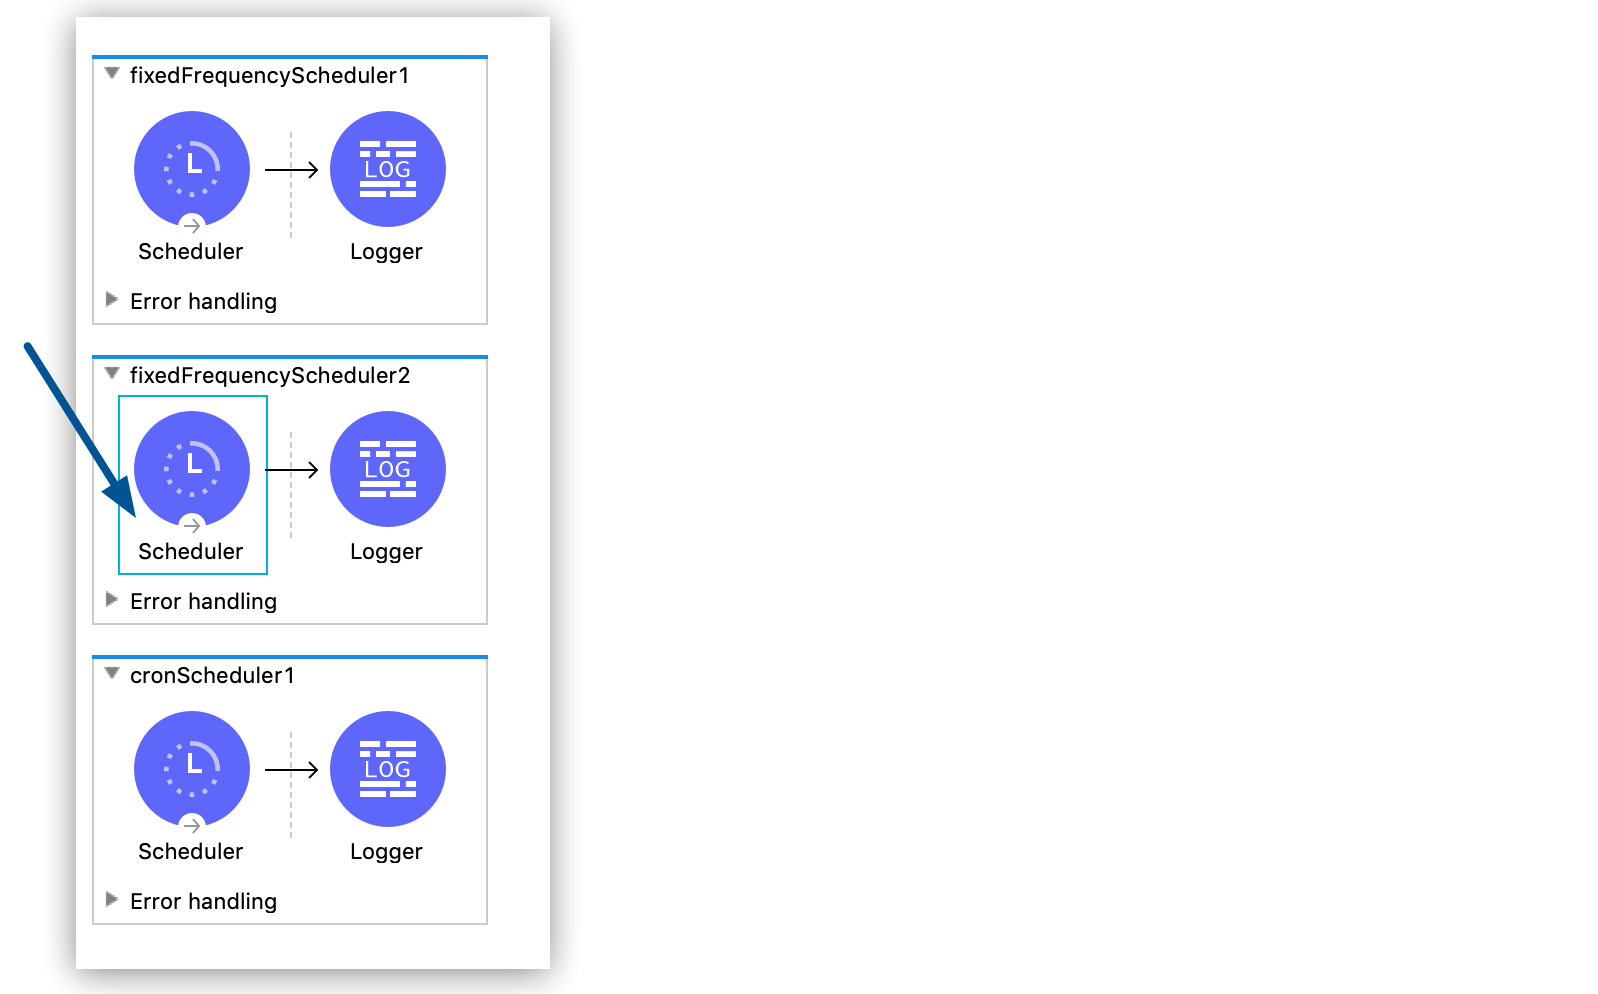 fixedFrequencyScheduler1
LOG
Scheduler Logger
Error handling
fixedFrequencyScheduler2
LOG
Scheduler Logger
Error handling
cronScheduler1
LOG
Scheduler Logger
Error handling